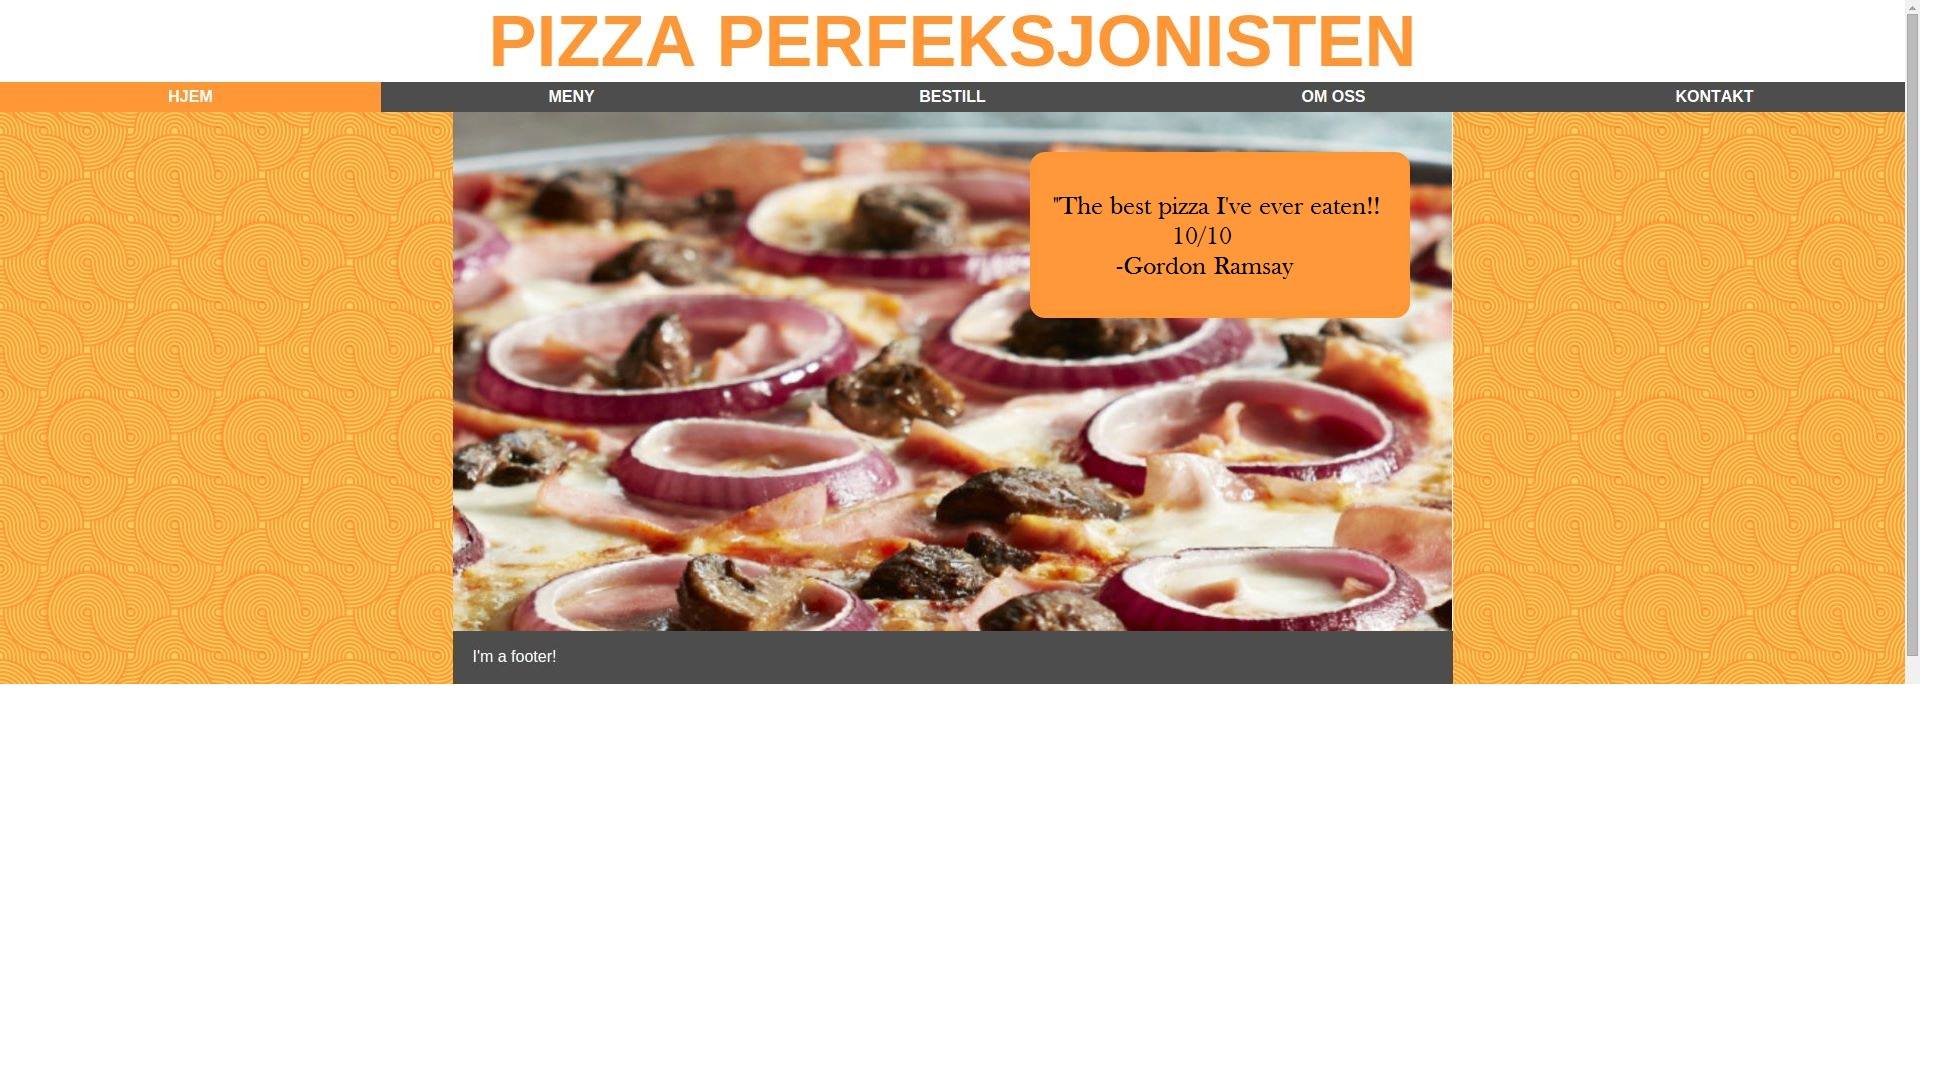 PIZZA PERFEKSJONISTEN
HJEM MENY BESTILL OM OSS KONTAKT
"The best pizza I've ever eaten!!
10/10
-Gordon Ramsay
I'm a footer!